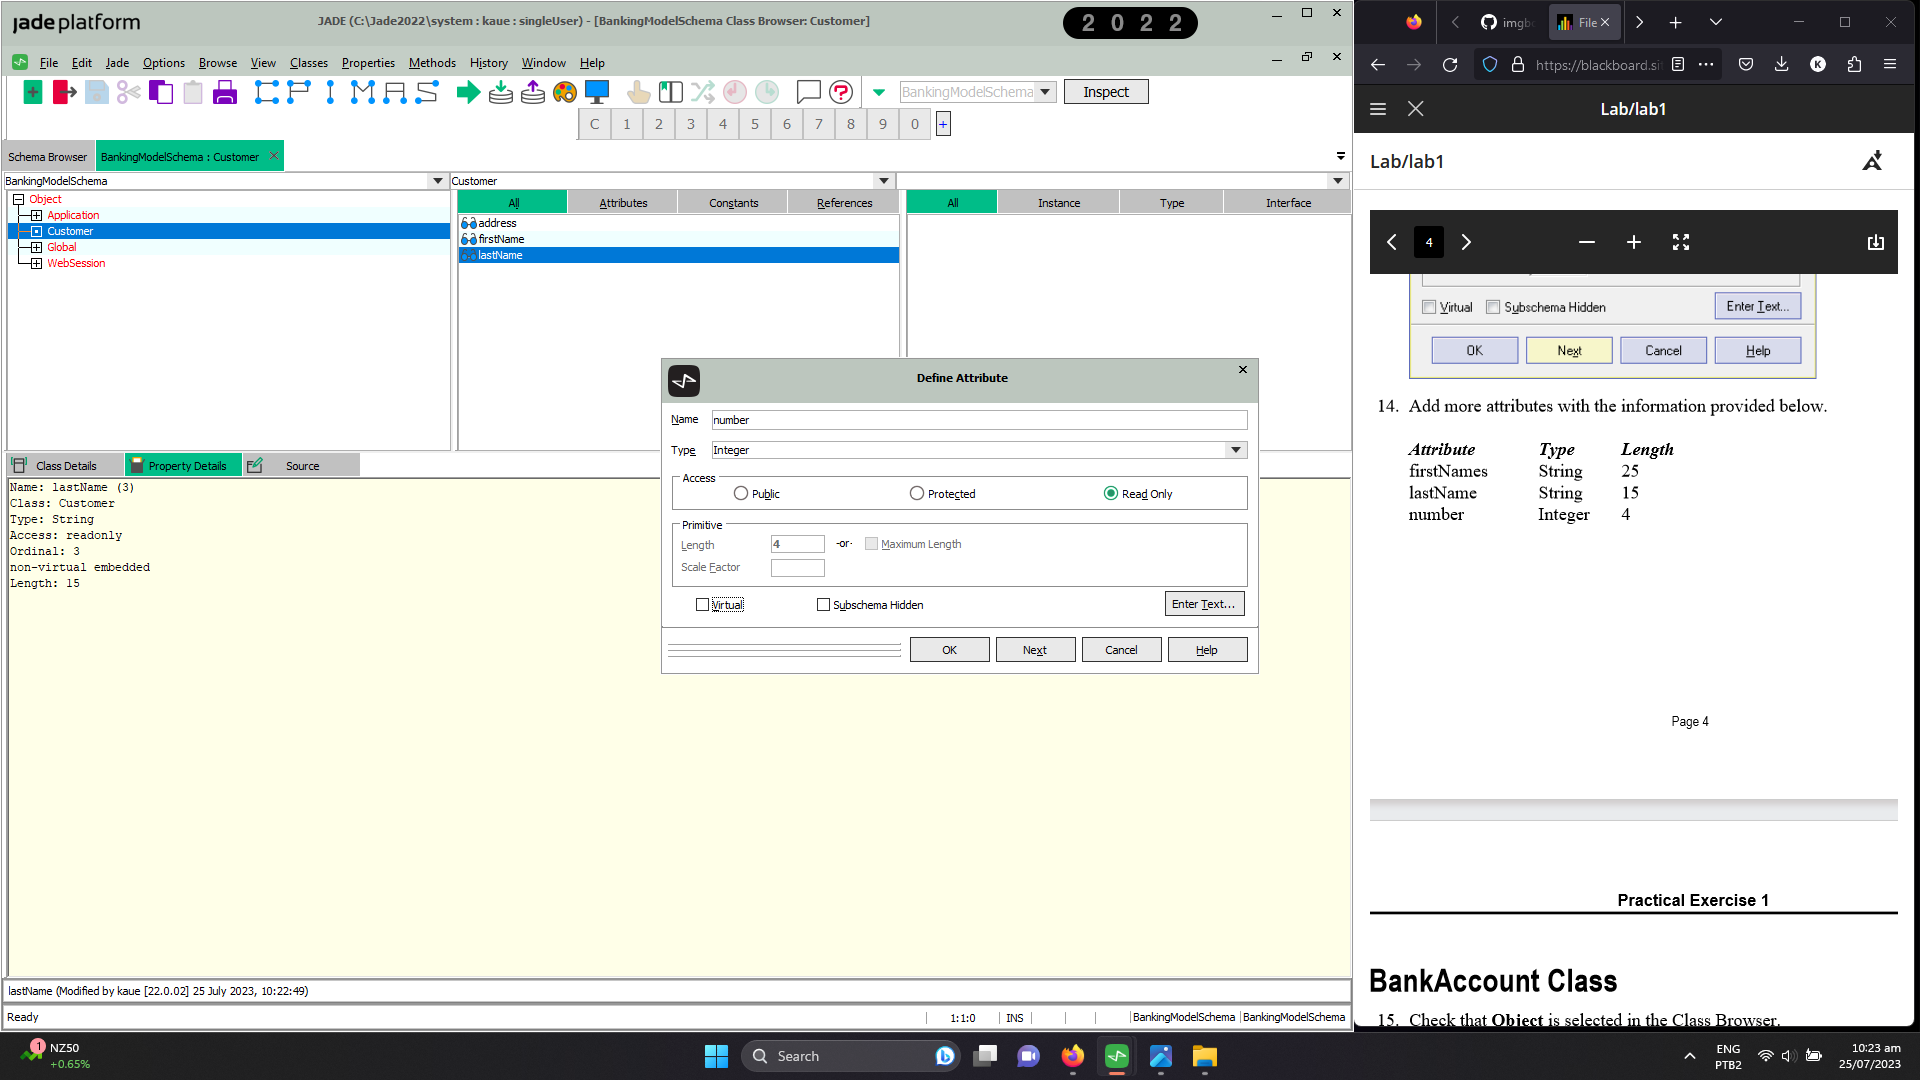 jadeplatform
JADE (C:\Jade2022\system : kaue : singleUser) - [BankingModelSchema Class Browser: Customer]
2 0 2 2
File Edit Jade Options Browse View Classes Properties Methods History Window Help
BankingModelSchema
Inspect
C 1 2 3 4 5 6 7 8 9 0 +
Schema Browser
BankingModelSchema : Customer
BankingModelSchema
Customer
Object
Application
Customer
Global
WebSession
All Attributes Constants References
address
firstName
lastName
All Instance Type Interface
Class Details
Property Details
Source
Name: lastName (3)
Class: Customer
Type: String
Access: readonly
Ordinal: 3
non-virtual embedded
Length: 15
Define Attribute
Name number
Type Integer
Access
Public Protected Read Only
Primitive
Length 4 -or- Maximum Length
Scale Factor
Virtual Subschema Hidden Enter Text...
OK Next Cancel Help
lastName (Modified by kaue [22.0.02] 25 July 2023, 10:22:49)
Ready
1:1:0 INS BankingModelSchema BankingModelSchema
imgb
File
https://blackboard.si
K
Lab/lab1
Lab/lab1
4
Virtual Subschema Hidden Enter Text...
OK Next Cancel Help
14. Add more attributes with the information provided below.
Attribute Type Length
firstNames String 25
lastName String 15
number Integer 4
Page 4
Practical Exercise 1
BankAccount Class
15. Check that Object is selected in the Class Browser.
1
NZ50
+0.65%
Search
ENG
PTB2
10:23 am
25/07/2023